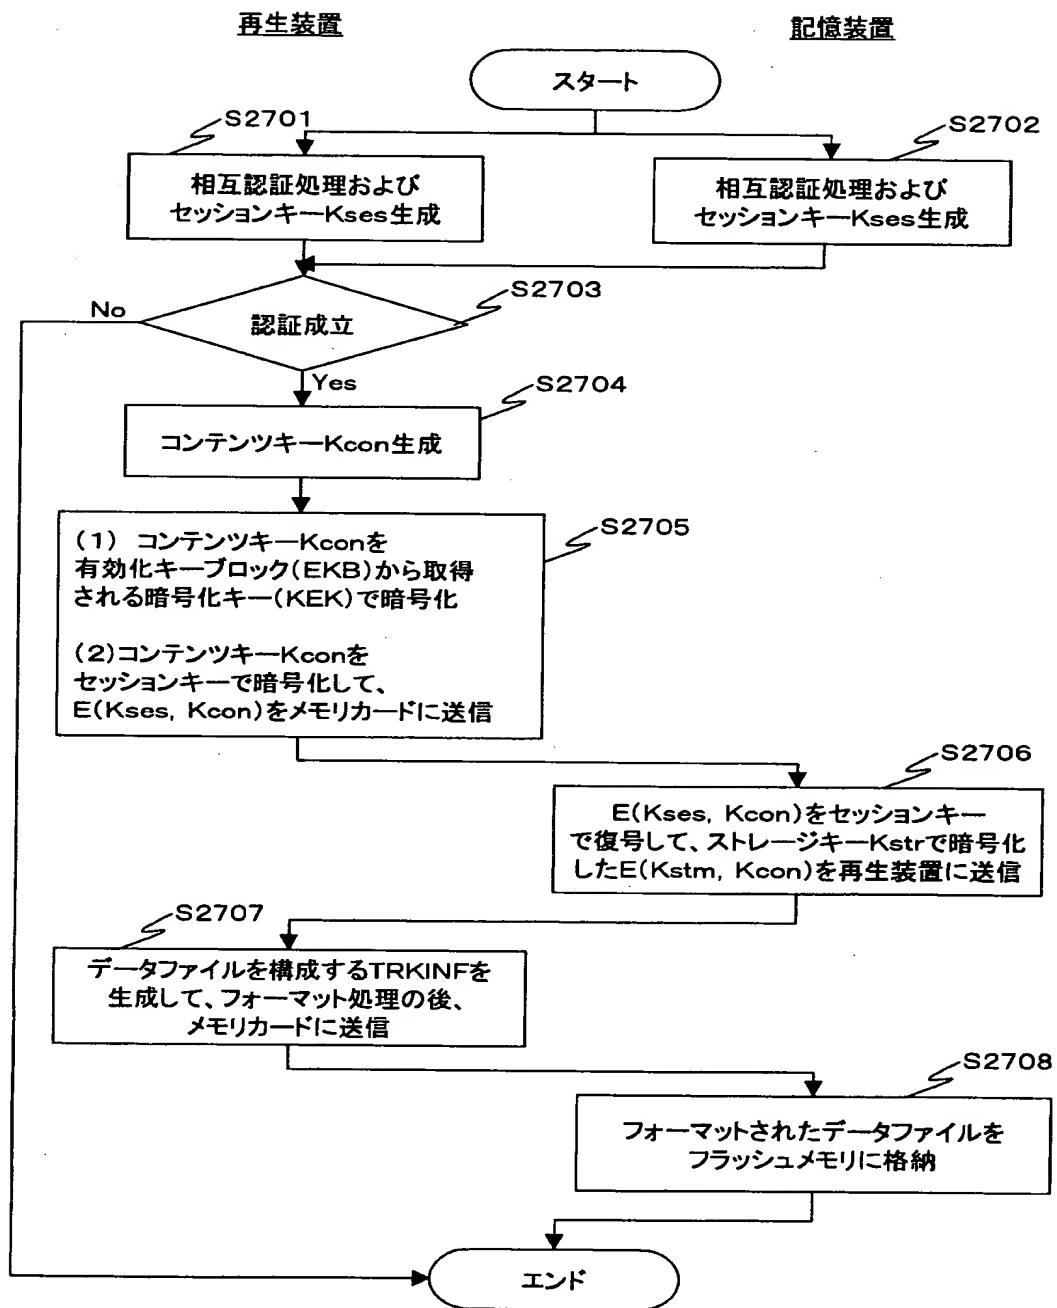 再生装置
記憶装置
スタート
S2701
S2702
相互認証処理および
セッションキーKses生成
相互認証処理および
セッションキーKses生成
S2703
No
認証成立
Yes
S2704
コンテンツキーKcon生成
S2705
(1) コンテンツキーKconを
有効化キーブロック(EKB)から取得
される暗号化キー(KEK)で暗号化
(2)コンテンツキーKconを
セッションキーで暗号化して、
E(Kses, Kcon)をメモリカードに送信
S2706
E(Kses, Kcon)をセッションキー
で復号して、ストレージキーKstrで暗号化
したE(Kstm, Kcon)を再生装置に送信
S2707
データファイルを構成するTRKINFを
生成して、フォーマット処理の後、
メモリカードに送信
S2708
フォーマットされたデータファイルを
フラッシュメモリに格納
エンド